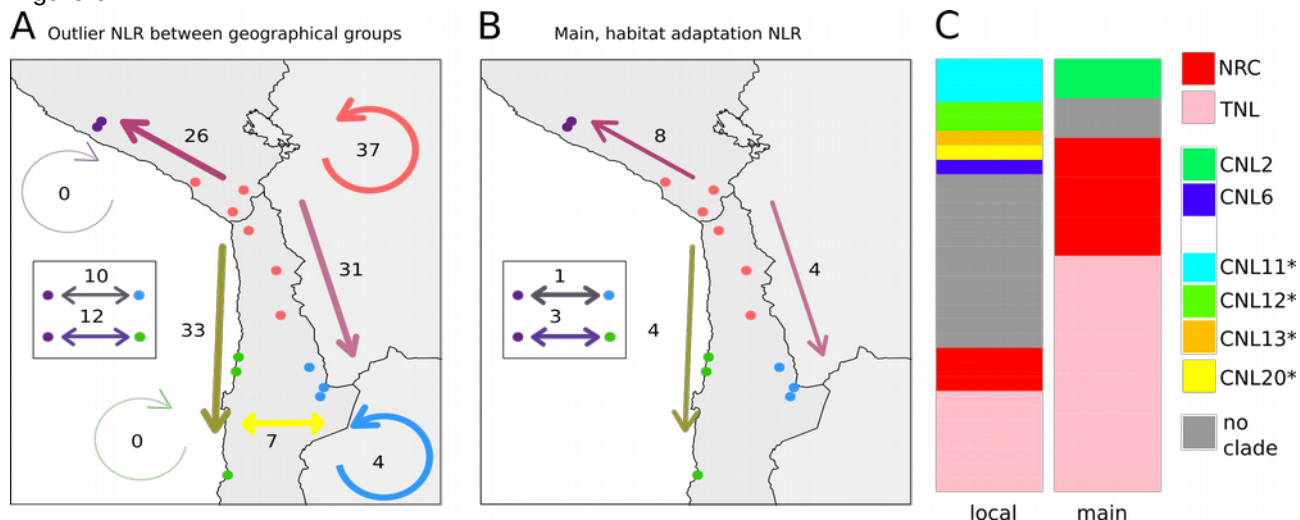 A Outlier NLR between geographical groups
26
37
0
10
12
31
33
0
7
4
B Main, habitat adaptation NLR
8
1
3
4
4
C
local main
NRC
TNL
CNL2
CNL6
CNL11*
CNL12*
CNL13*
CNL20*
no
clade